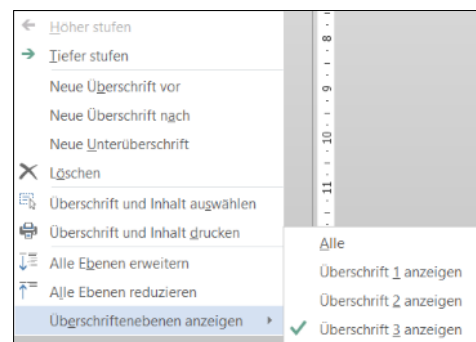 Höher stufen
Tiefer stufen
Neue Überschrift vor
Neue Überschrift nach
Neue Unterüberschrift
Löschen
Überschrift und Inhalt auswählen
Überschrift und Inhalt drucken
Alle Ebenen erweitern
Alle Ebenen reduzieren
Überschriftenebenen anzeigen
Alle
Überschrift 1 anzeigen
Überschrift 2 anzeigen
Überschrift 3 anzeigen
8
9
10
11